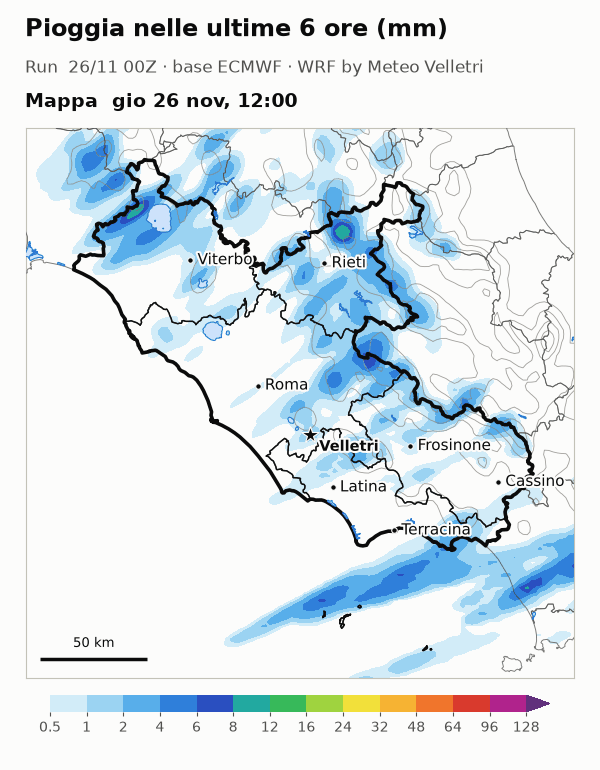 Pioggia nelle ultime 6 ore (mm)
Run  26/11 00Z · base ECMWF · WRF by Meteo Velletri
Mappa  gio 26 nov, 12:00
Viterbo
Rieti
Roma
Velletri
Frosinone
Latina
Cassino
Terracina
50 km
0.5 1 2 4 6 8 12 16 24 32 48 64 96 128